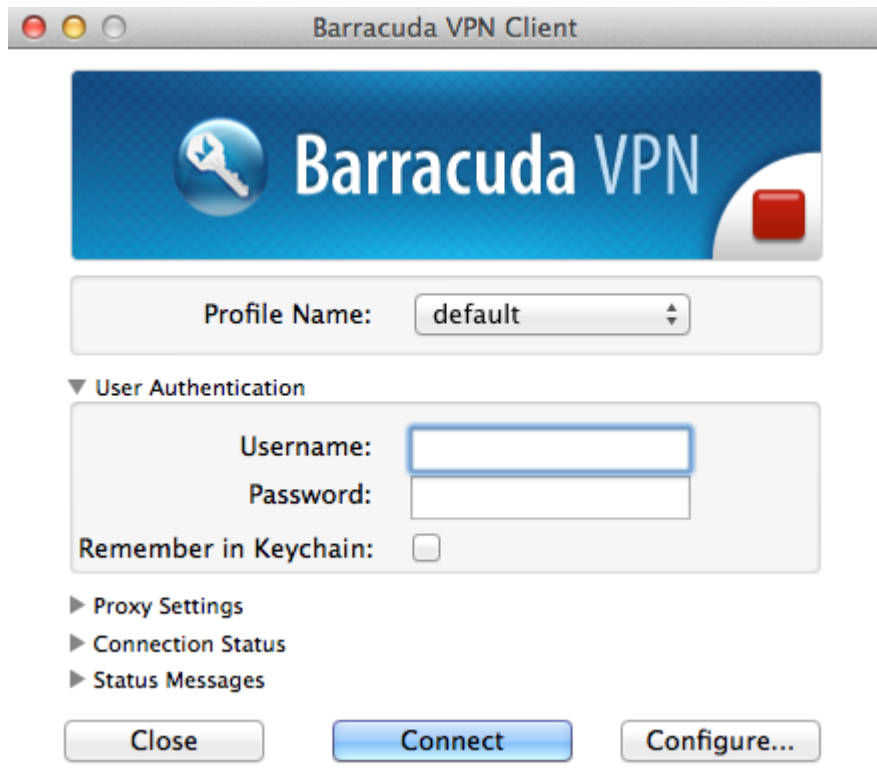 Barracuda VPN Client
Barracuda VPN
Profile Name: default
User Authentication
Username:
Password:
Remember in Keychain:
Proxy Settings
Connection Status
Status Messages
Close Connect Configure...